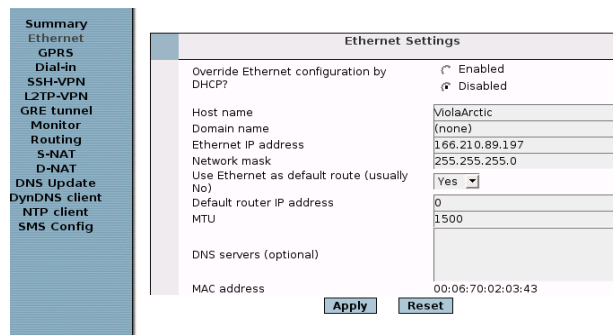 Summary
Ethernet
GPRS
Dial-in
SSH-VPN
L2TP-VPN
GRE tunnel
Monitor
Routing
S-NAT
D-NAT
DNS Update
DynDNS client
NTP client
SMS Config
Ethernet Settings
Override Ethernet configuration by
DHCP?
Enabled
Disabled
Host name ViolaArctic
Domain name (none)
Ethernet IP address 166.210.89.197
Network mask 255.255.255.0
Use Ethernet as default route (usually
No)
Yes
Default router IP address 0
MTU 1500
DNS servers (optional)
MAC address 00:06:70:02:03:43
Apply Reset